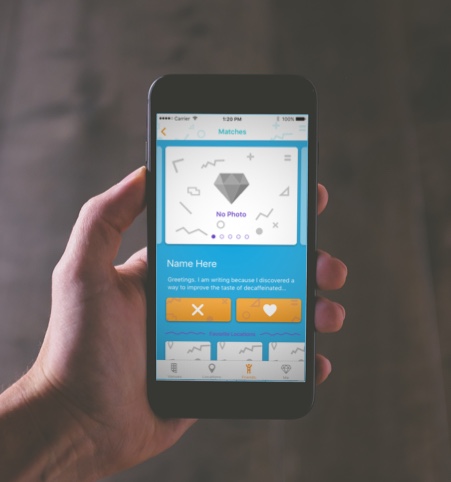 Carrier 1:20 PM 100%
Matches
No Photo
Name Here
Greetings. I am writing because I discovered a
way to improve the taste of decaffeinated...